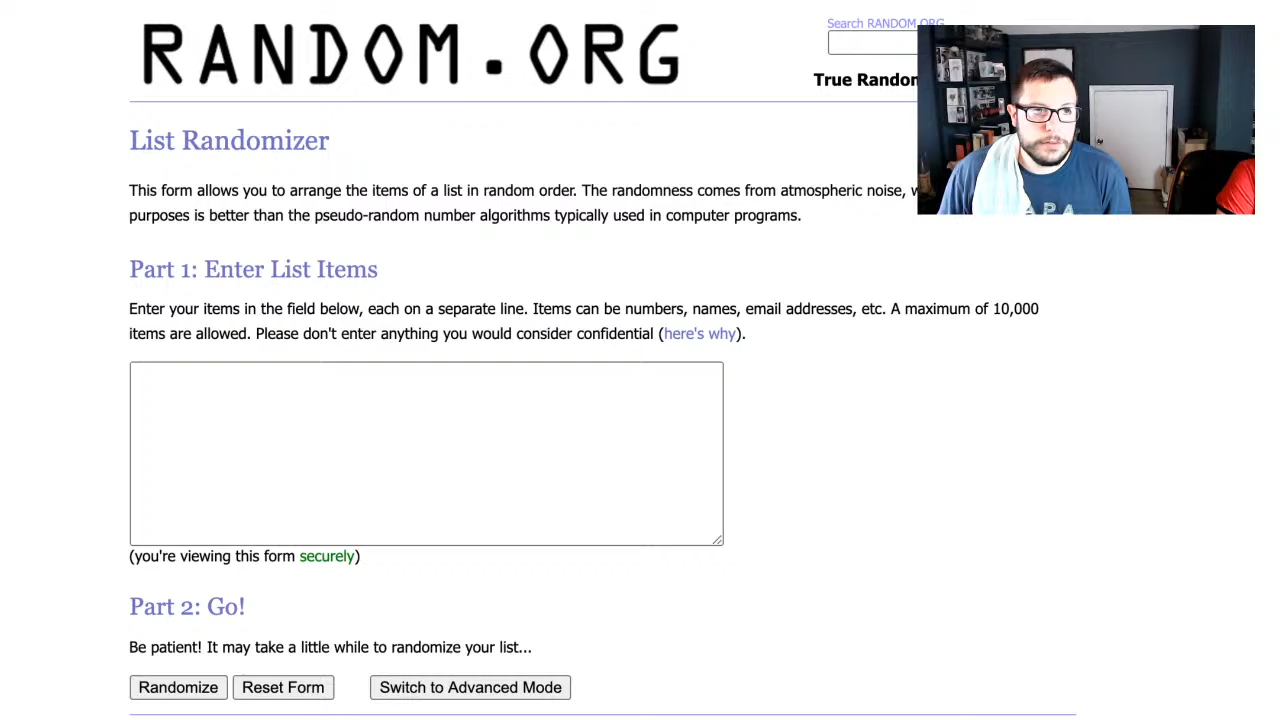 RANDOM.ORG
Search RANDOM.ORG
True Random
List Randomizer
This form allows you to arrange the items of a list in random order. The randomness comes from atmospheric noise,
purposes is better than the pseudo-random number algorithms typically used in computer programs.
Part 1: Enter List Items
Enter your items in the field below, each on a separate line. Items can be numbers, names, email addresses, etc. A maximum of 10,000
items are allowed. Please don't enter anything you would consider confidential (here's why).
(you're viewing this form securely)
Part 2: Go!
Be patient! It may take a little while to randomize your list...
Randomize Reset Form Switch to Advanced Mode